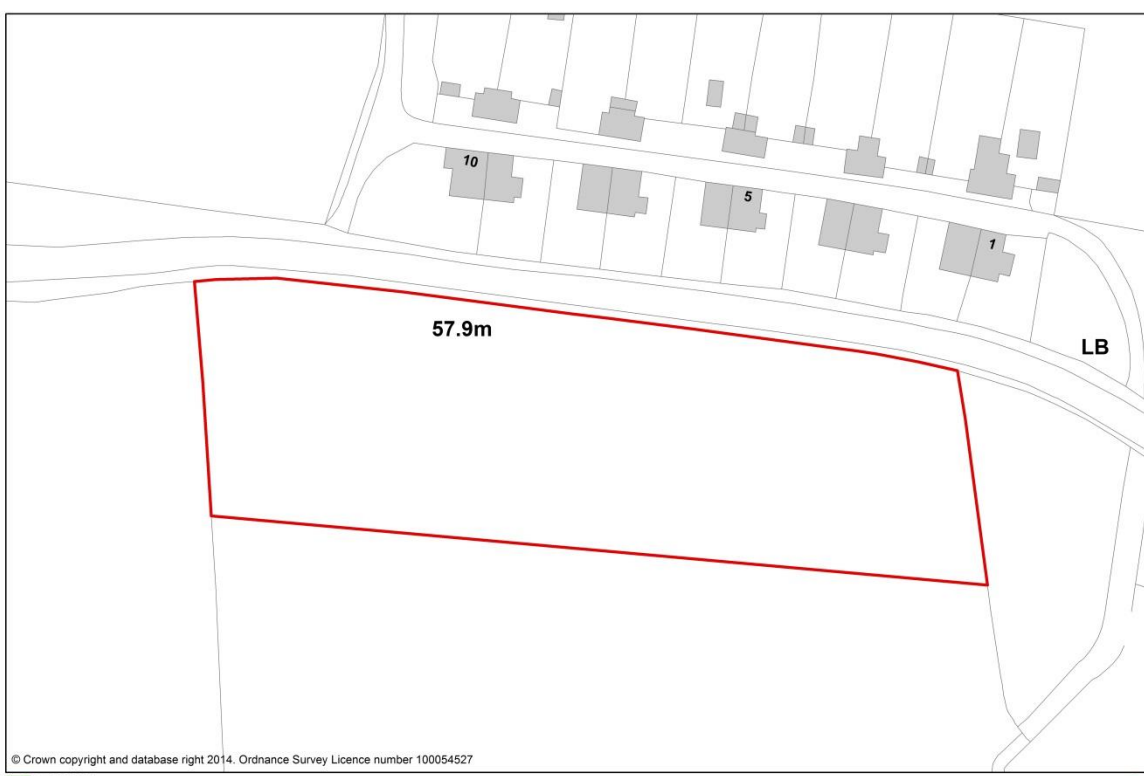 10
5
1
57.9m
LB
© Crown copyright and database right 2014. Ordnance Survey Licence number 100054527